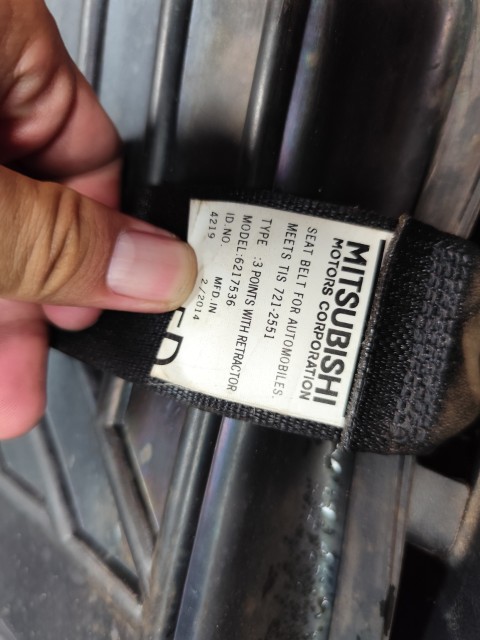 MITSUBISHI
MOTORS CORPORATION
SEAT BELT FOR AUTOMOBILES.
MEETS TIS 721-2551
TYPE :3 POINTS WITH RETRACTOR
MODEL:6217536
ID.NO. MFD.IN
4219 2/2014